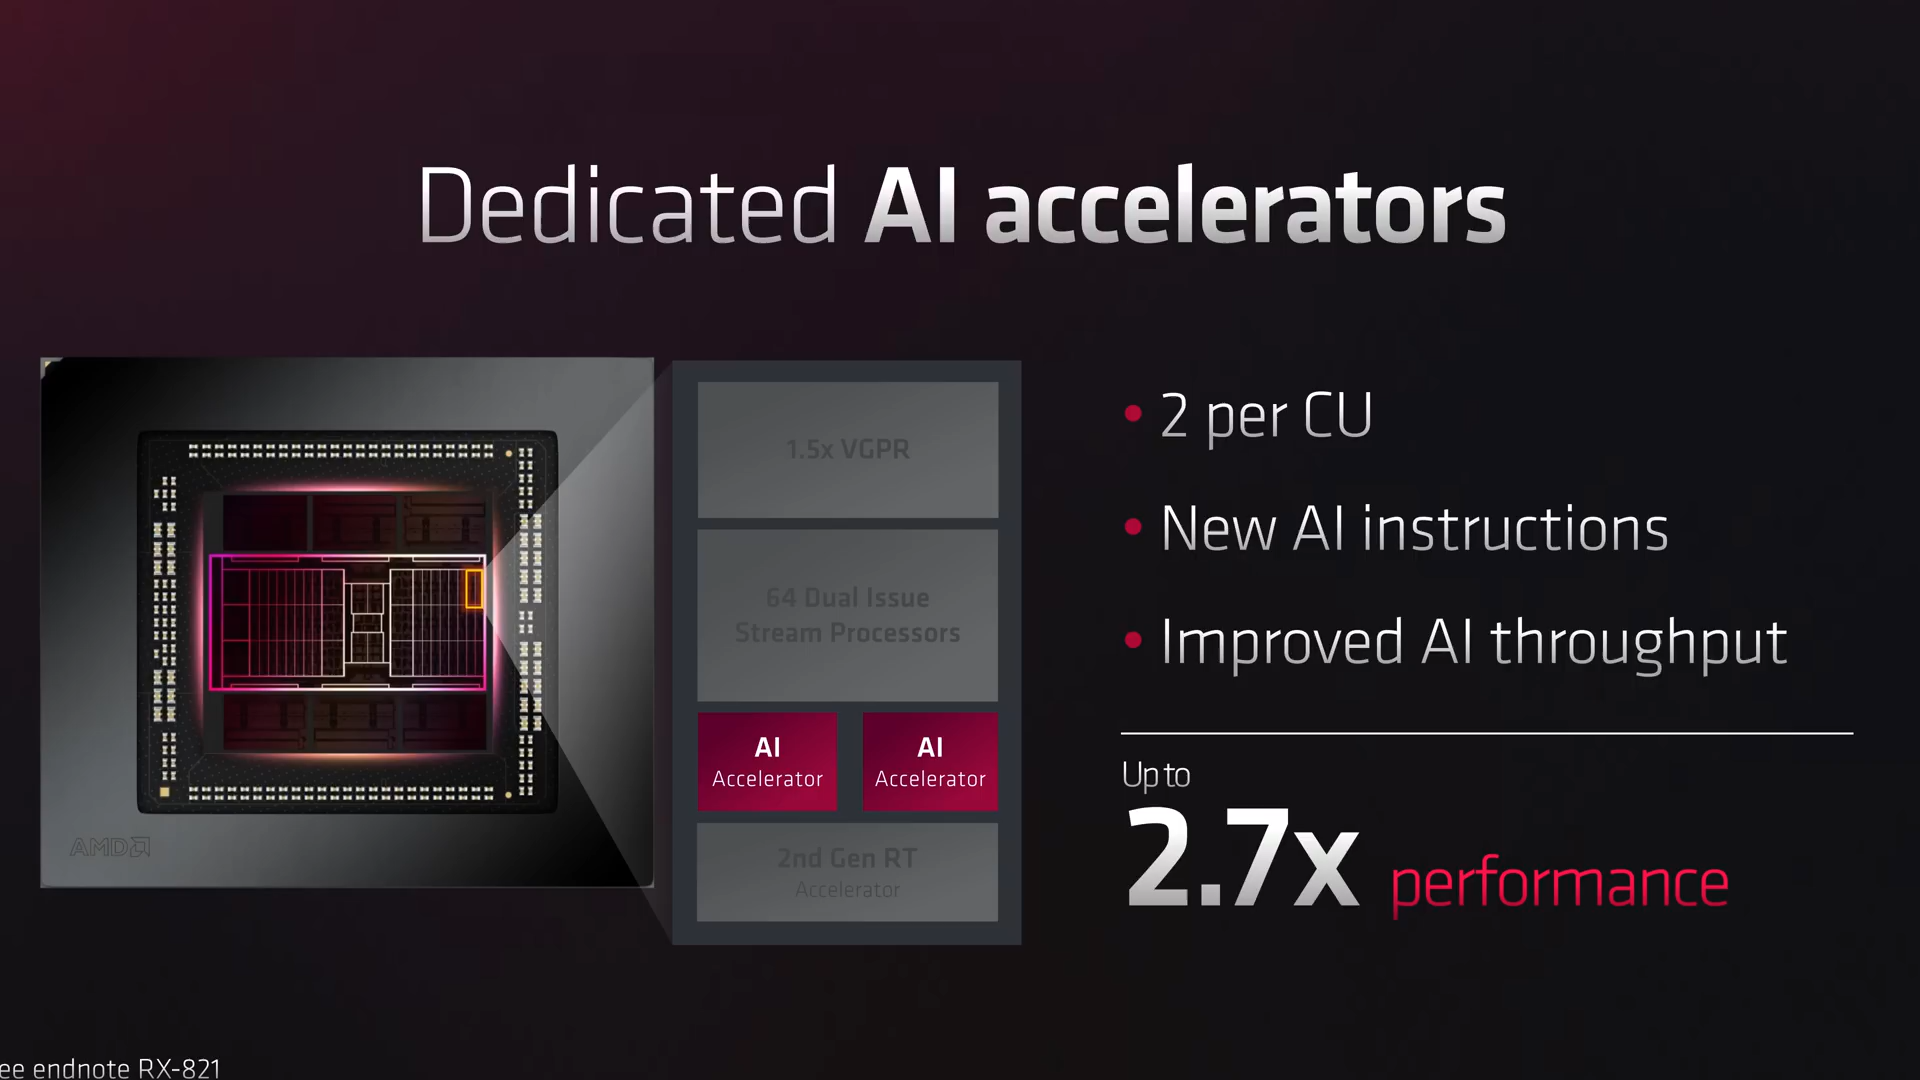 Dedicated AI accelerators
1.5x VGPR
64 Dual Issue
Stream Processors
AI
Accelerator
AI
Accelerator
2nd Gen RT
Accelerator
AMD
• 2 per CU
• New AI instructions
• Improved AI throughput
Up to
2.7x performance
ee endnote RX-821